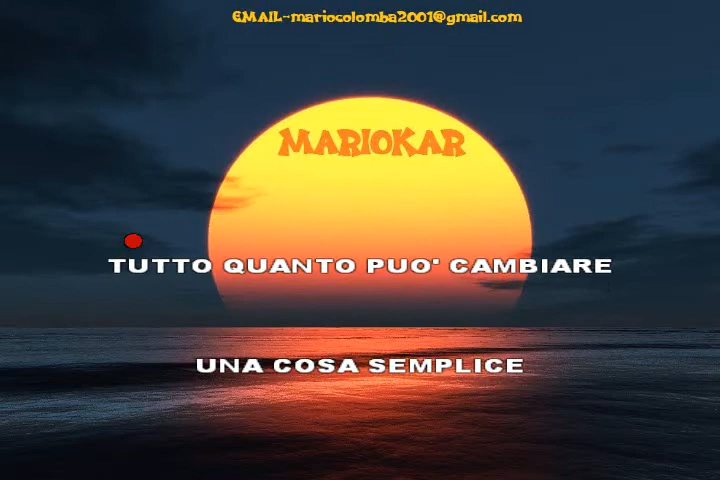 EMAIL-mariocolomba2001@gmail.com
MARIOKAR
TUTTO QUANTO PUO' CAMBIARE
UNA COSA SEMPLICE